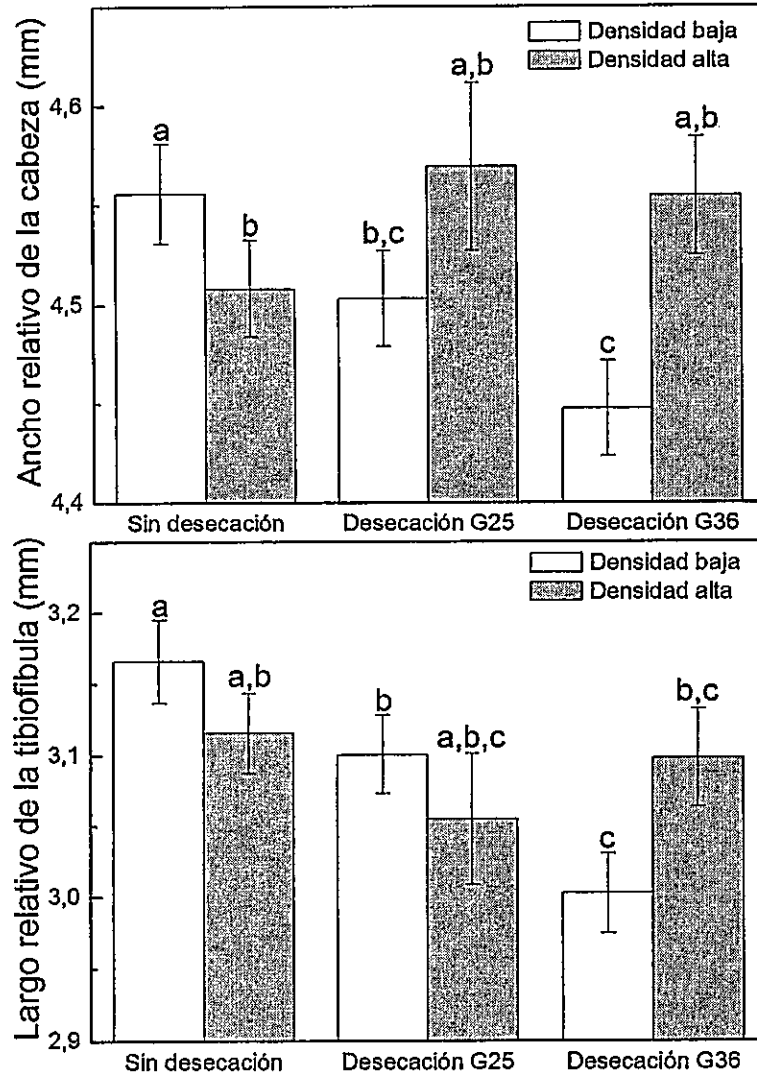 Densidad baja
Densidad alta
Ancho relativo de la cabeza (mm)
4,6
4,5
4,4
a
b
b,c
a,b
c
a,b
Sin desecación
Desecación G25
Desecación G36
Densidad baja
Densidad alta
Largo relativo de la tibiofibula (mm)
3,2
3,1
3,0
2,9
a
a,b
b
a,b,c
c
b,c
Sin desecación
Desecación G25
Desecación G36